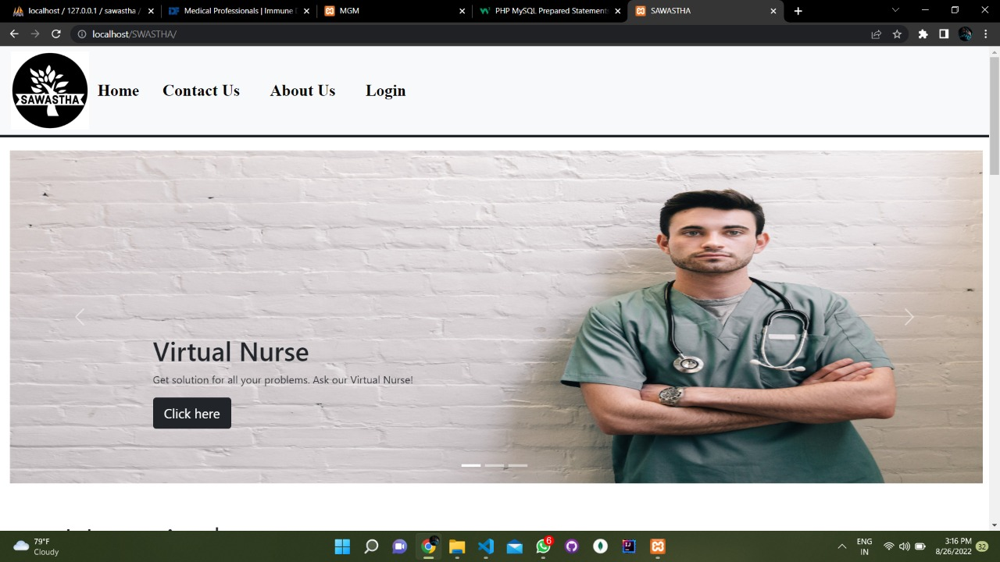 localhost / 127.0.0.1 / sawastha /
Medical Professionals | Immune D
MGM
PHP MySQL Prepared Statements
SAWASTHA
localhost/SWASTHA/
SAWASTHA
Home
Contact Us
About Us
Login
Virtual Nurse
Get solution for all your problems. Ask our Virtual Nurse!
Click here
79°F
Cloudy
6
ENG
IN
3:16 PM
8/26/2022
32